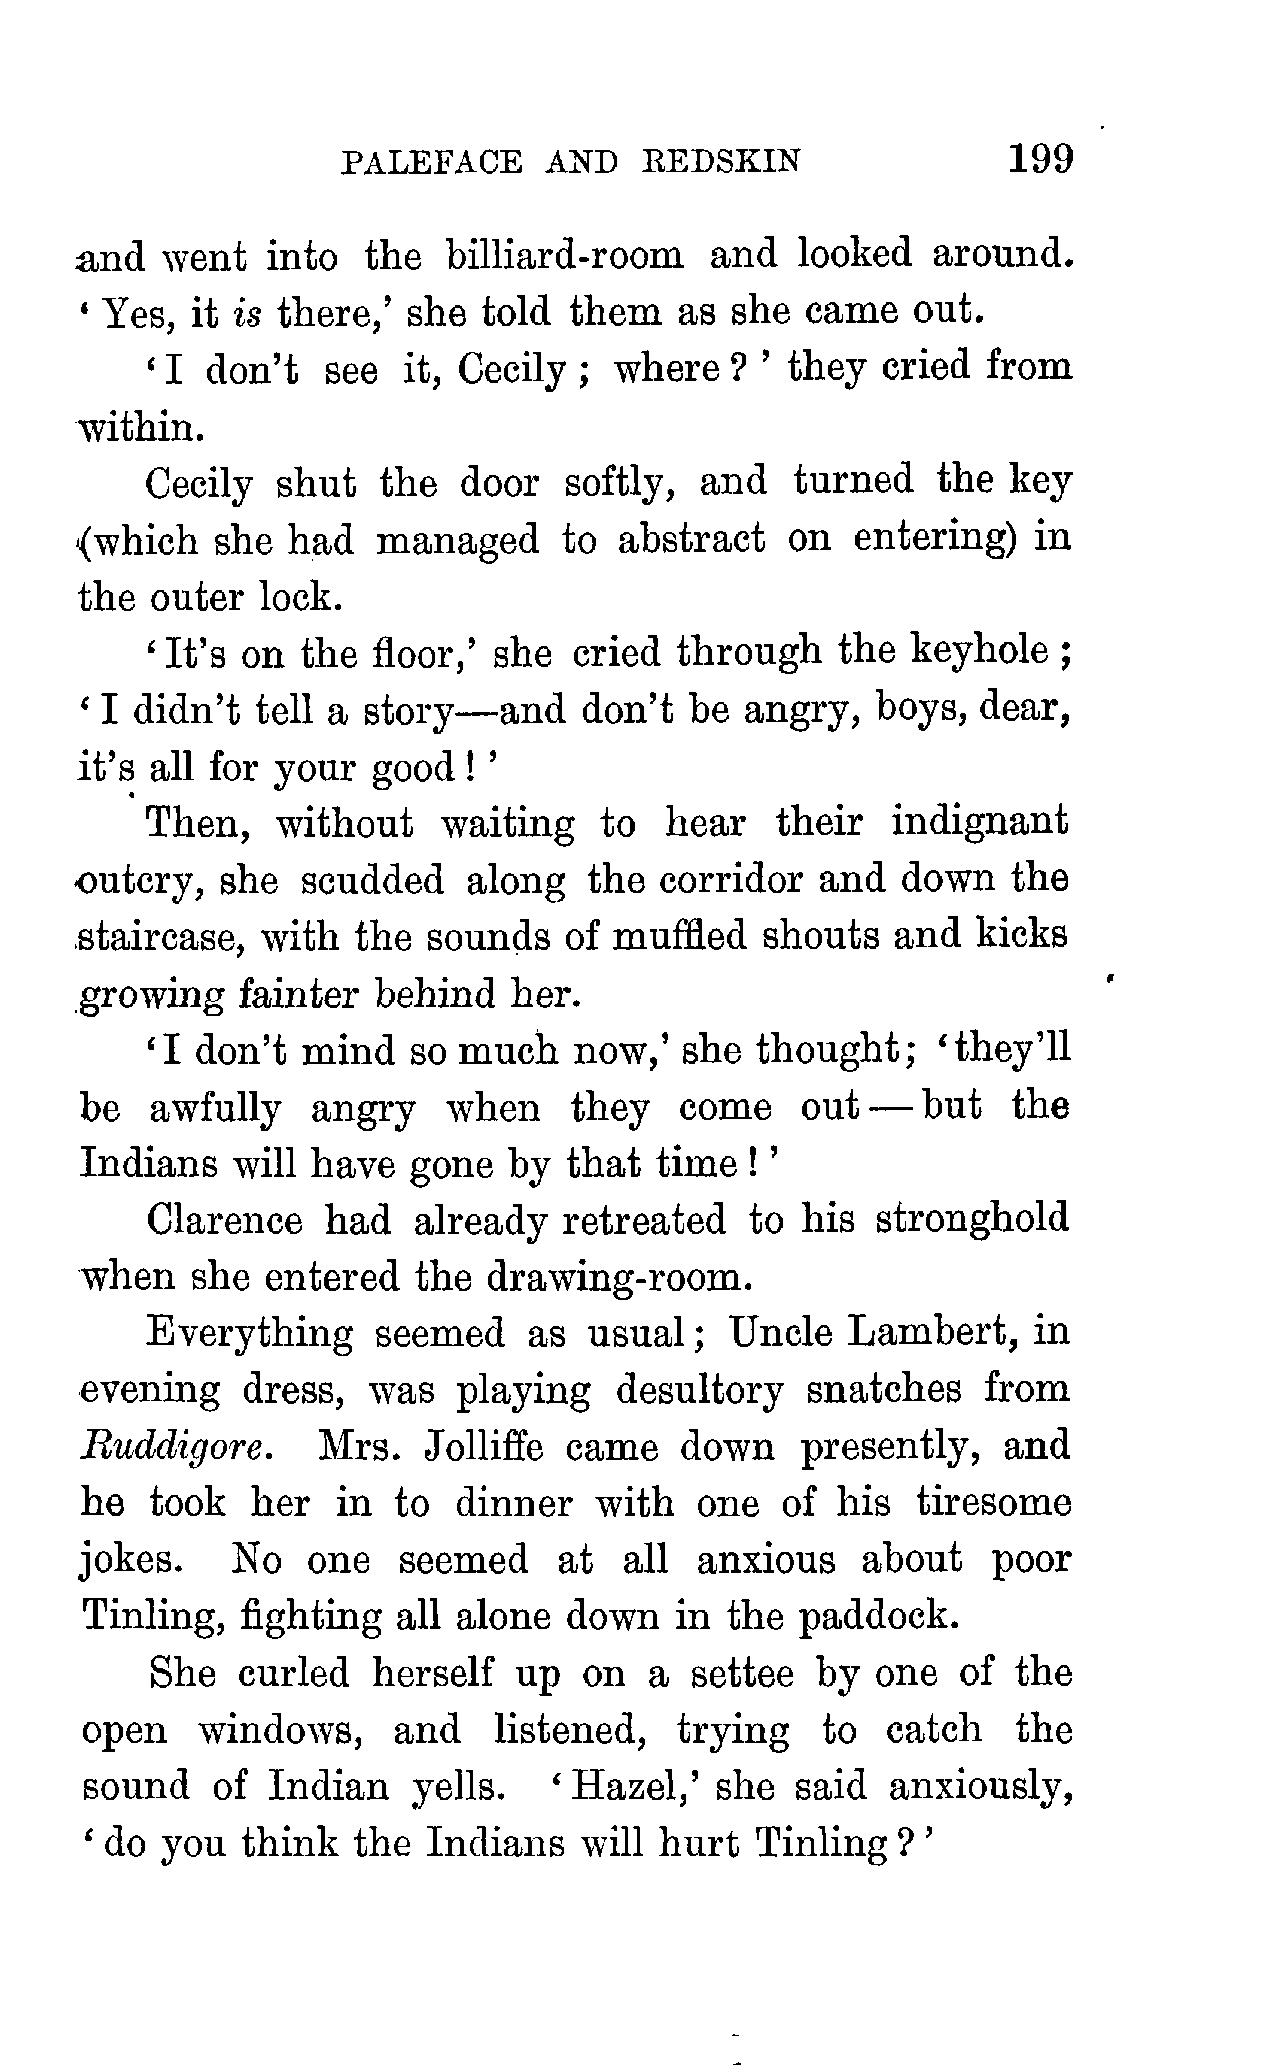 PALEFACE AND REDSKIN 199
and went into the billiard-room and looked around.
‘ Yes, it is there,’ she told them as she came out.
‘ I don’t see it, Cecily ; where ? ’ they cried from
within.
Cecily shut the door softly, and turned the key
(which she had managed to abstract on entering) in
the outer lock.
‘ It’s on the floor,’ she cried through the keyhole ;
‘ I didn’t tell a story—and don’t be angry, boys, dear,
it’s all for your good ! ’
Then, without waiting to hear their indignant
outcry, she scudded along the corridor and down the
staircase, with the sounds of muffled shouts and kicks
growing fainter behind her.
‘ I don’t mind so much now,’ she thought ; ‘ they’ll
be awfully angry when they come out — but the
Indians will have gone by that time ! ’
Clarence had already retreated to his stronghold
when she entered the drawing-room.
Everything seemed as usual ; Uncle Lambert, in
evening dress, was playing desultory snatches from
Ruddigore. Mrs. Jolliffe came down presently, and
he took her in to dinner with one of his tiresome
jokes. No one seemed at all anxious about poor
Tinling, fighting all alone down in the paddock.
She curled herself up on a settee by one of the
open windows, and listened, trying to catch the
sound of Indian yells. ‘ Hazel,’ she said anxiously,
‘ do you think the Indians will hurt Tinling ? ’